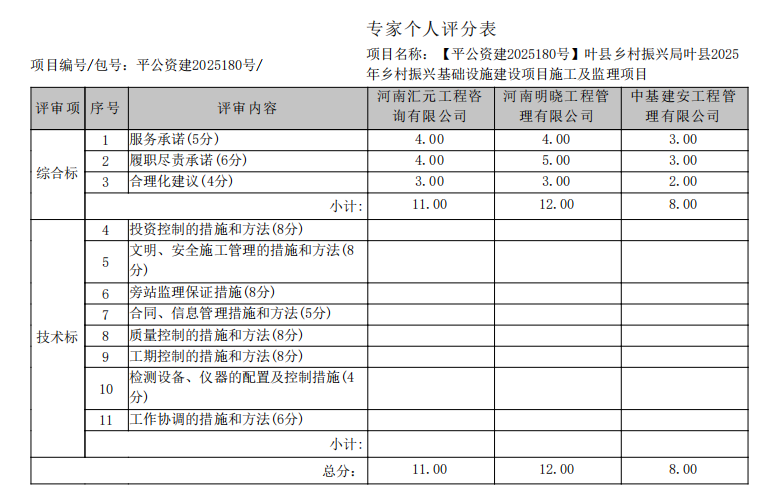 专家个人评分表
项目编号/包号: 平公资建2025180号/
项目名称: 【平公资建2025180号】叶县乡村振兴局叶县2025
年乡村振兴基础设施建设项目施工及监理项目
评审项 序号 评审内容 河南汇元工程咨 河南明晓工程管 中基建安工程管
询有限公司 理有限公司 理有限公司
综合标
1 服务承诺(5分) 4.00 4.00 3.00
2 履职尽责承诺(6分) 4.00 5.00 3.00
3 合理化建议(4分) 3.00 3.00 2.00
小计: 11.00 12.00 8.00
技术标
4 投资控制的措施和方法(8分)
5 文明、安全施工管理的措施和方法(8
分)
6 旁站监理保证措施(8分)
7 合同、信息管理措施和方法(5分)
8 质量控制的措施和方法(8分)
9 工期控制的措施和方法(8分)
10 检测设备、仪器的配置及控制措施(4
分)
11 工作协调的措施和方法(6分)
小计:
总分: 11.00 12.00 8.00